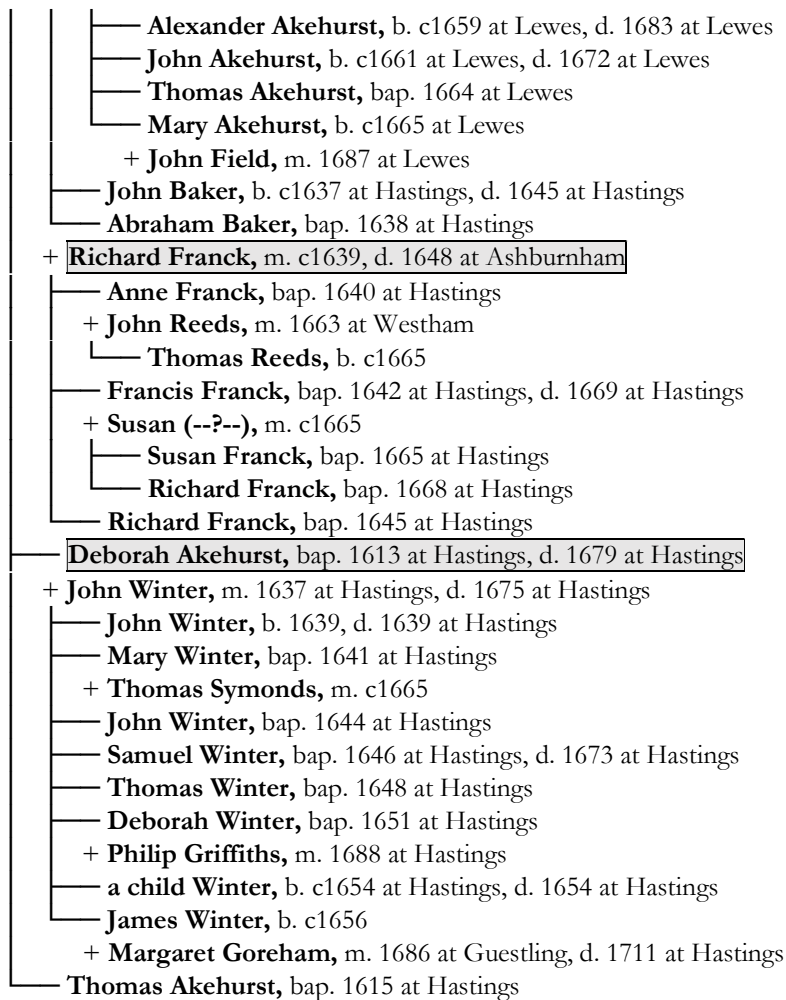 Alexander Akehurst, b. c1659 at Lewes, d. 1683 at Lewes
John Akehurst, b. c1661 at Lewes, d. 1672 at Lewes
Thomas Akehurst, bap. 1664 at Lewes
Mary Akehurst, b. c1665 at Lewes
+ John Field, m. 1687 at Lewes
John Baker, b. c1637 at Hastings, d. 1645 at Hastings
Abraham Baker, bap. 1638 at Hastings
+ Richard Franck, m. c1639, d. 1648 at Ashburnham
Anne Franck, bap. 1640 at Hastings
+ John Reeds, m. 1663 at Westham
Thomas Reeds, b. c1665
Francis Franck, bap. 1642 at Hastings, d. 1669 at Hastings
+ Susan (--?--), m. c1665
Susan Franck, bap. 1665 at Hastings
Richard Franck, bap. 1668 at Hastings
Richard Franck, bap. 1645 at Hastings
Deborah Akehurst, bap. 1613 at Hastings, d. 1679 at Hastings
+ John Winter, m. 1637 at Hastings, d. 1675 at Hastings
John Winter, b. 1639, d. 1639 at Hastings
Mary Winter, bap. 1641 at Hastings
+ Thomas Symonds, m. c1665
John Winter, bap. 1644 at Hastings
Samuel Winter, bap. 1646 at Hastings, d. 1673 at Hastings
Thomas Winter, bap. 1648 at Hastings
Deborah Winter, bap. 1651 at Hastings
+ Philip Griffiths, m. 1688 at Hastings
a child Winter, b. c1654 at Hastings, d. 1654 at Hastings
James Winter, b. c1656
+ Margaret Goreham, m. 1686 at Guestling, d. 1711 at Hastings
Thomas Akehurst, bap. 1615 at Hastings